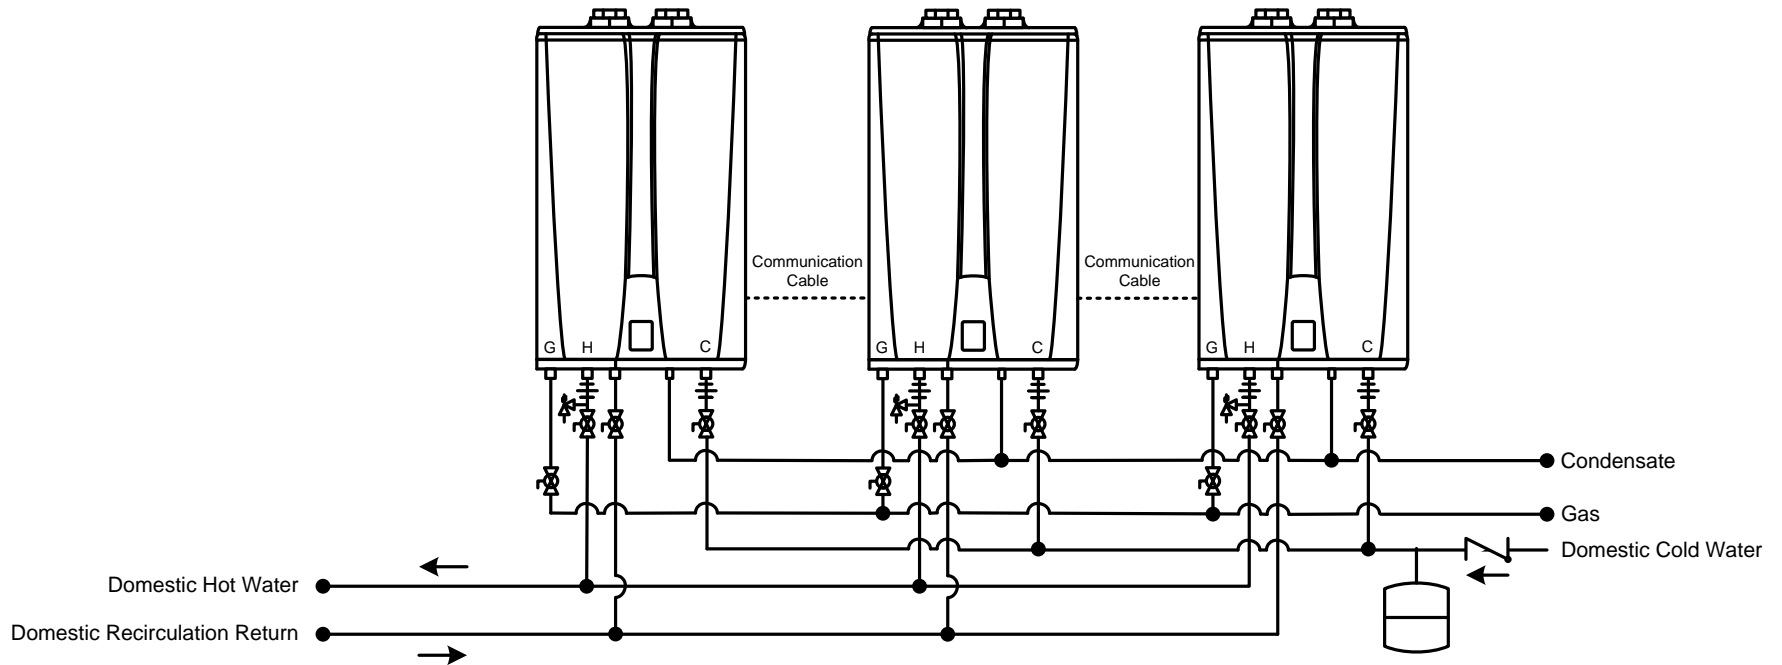 Communication
Cable
Communication
Cable
G H C
G H C
G H C
Condensate
Gas
Domestic Cold Water
Domestic Hot Water
Domestic Recirculation Return